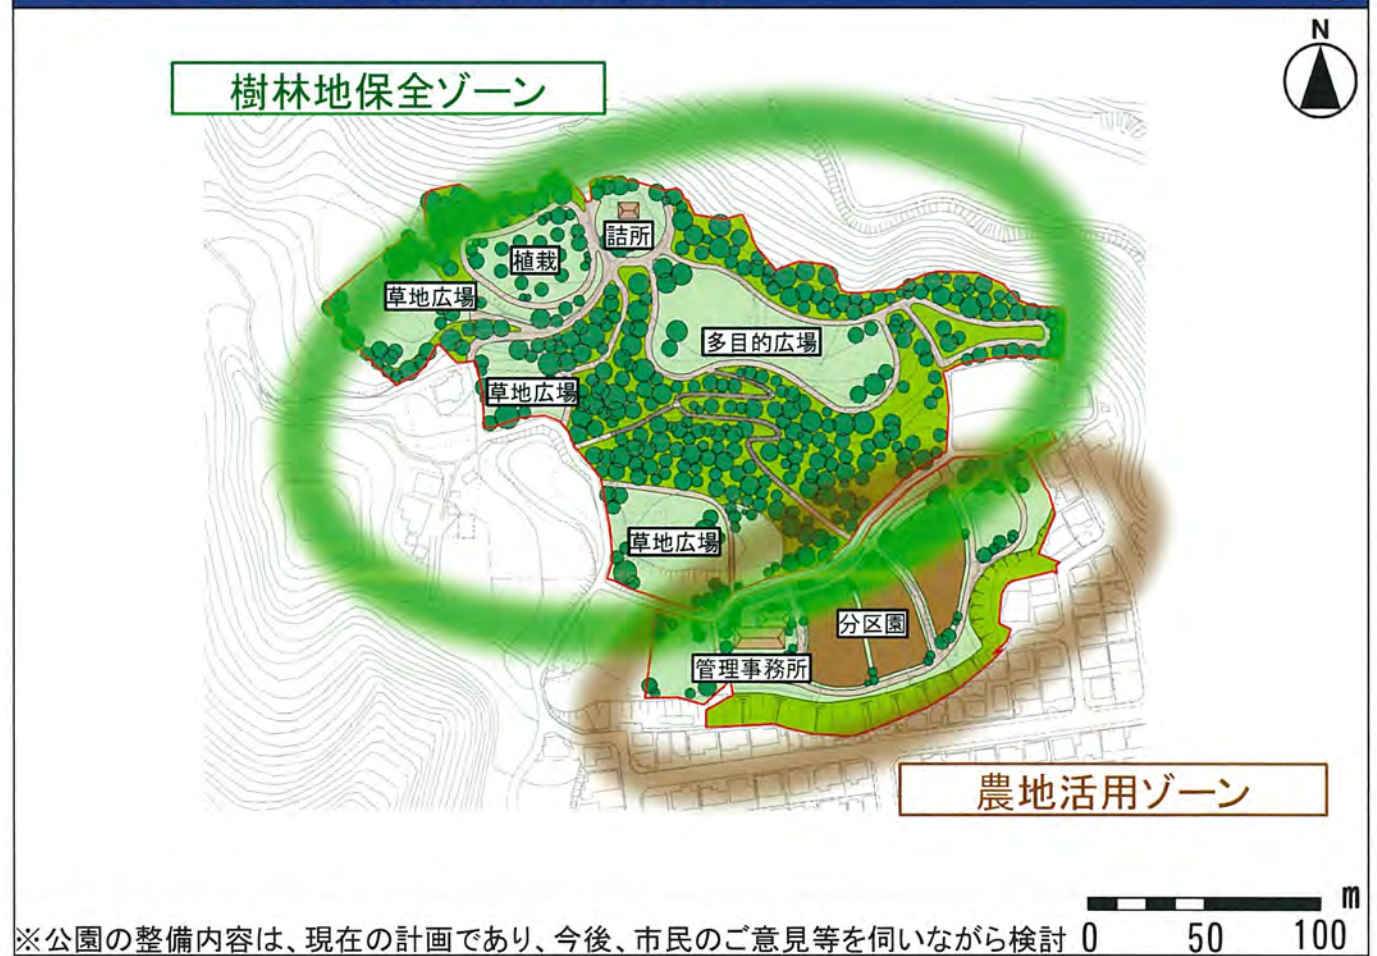 N
樹林地保全ゾーン
詰所
植栽
草地広場
多目的広場
草地広場
草地広場
分区園
管理事務所
農地活用ゾーン
m
※公園の整備内容は、現在の計画であり、今後、市民のご意見等を伺いながら検討
0 50 100